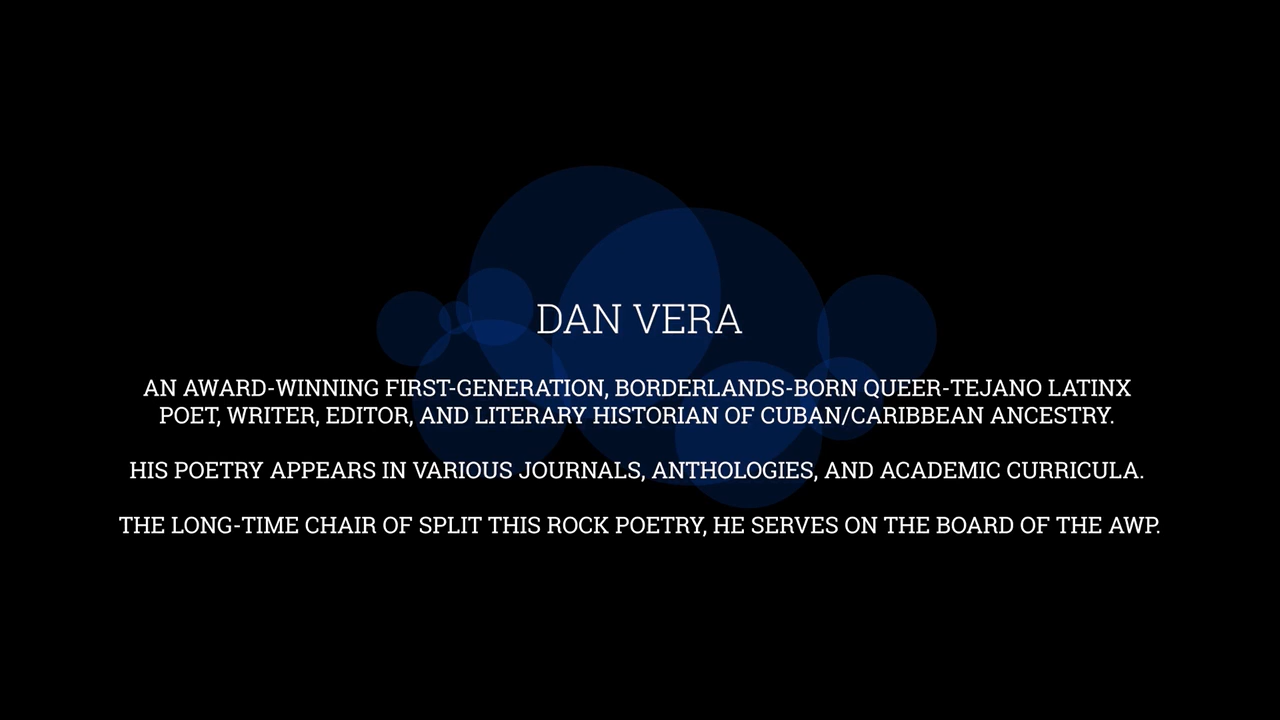 DAN VERA
AN AWARD-WINNING FIRST-GENERATION, BORDERLANDS-BORN QUEER-TEJANO LATINX
POET, WRITER, EDITOR, AND LITERARY HISTORIAN OF CUBAN/CARIBBEAN ANCESTRY.
HIS POETRY APPEARS IN VARIOUS JOURNALS, ANTHOLOGIES, AND ACADEMIC CURRICULA.
THE LONG-TIME CHAIR OF SPLIT THIS ROCK POETRY, HE SERVES ON THE BOARD OF THE AWP.